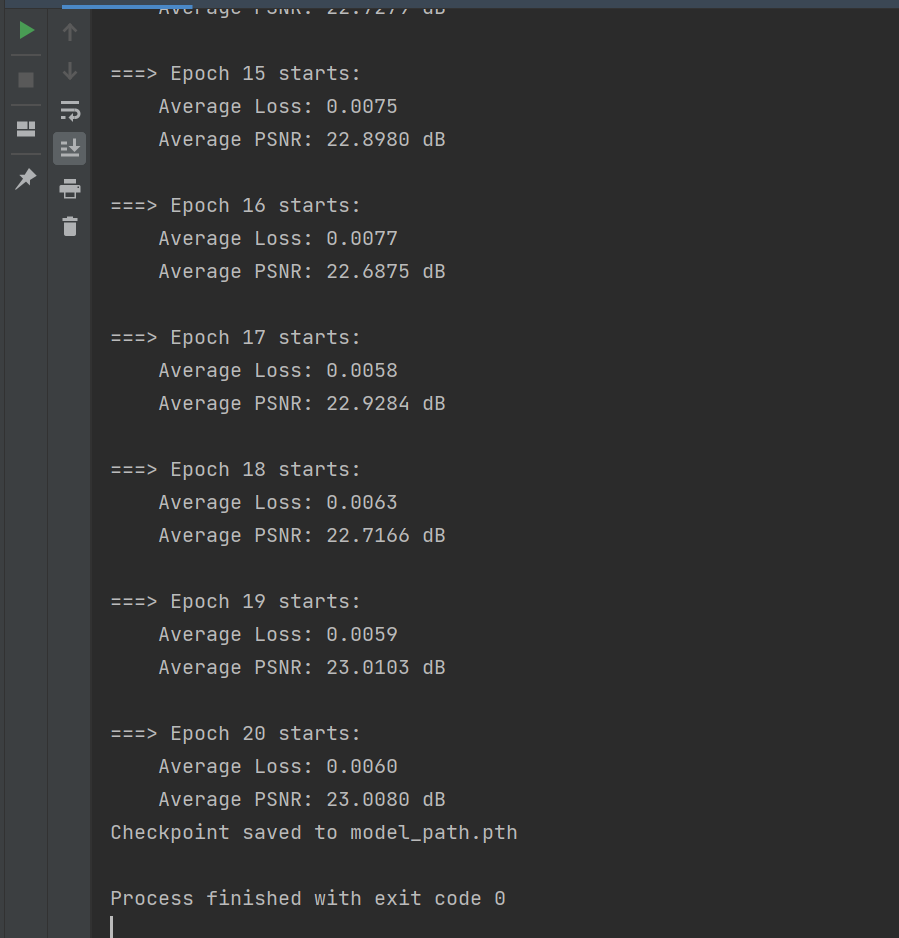 Average PSNR: 22.7279 dB
===> Epoch 15 starts:
Average Loss: 0.0075
Average PSNR: 22.8980 dB
===> Epoch 16 starts:
Average Loss: 0.0077
Average PSNR: 22.6875 dB
===> Epoch 17 starts:
Average Loss: 0.0058
Average PSNR: 22.9284 dB
===> Epoch 18 starts:
Average Loss: 0.0063
Average PSNR: 22.7166 dB
===> Epoch 19 starts:
Average Loss: 0.0059
Average PSNR: 23.0103 dB
===> Epoch 20 starts:
Average Loss: 0.0060
Average PSNR: 23.0080 dB
Checkpoint saved to model_path.pth
Process finished with exit code 0